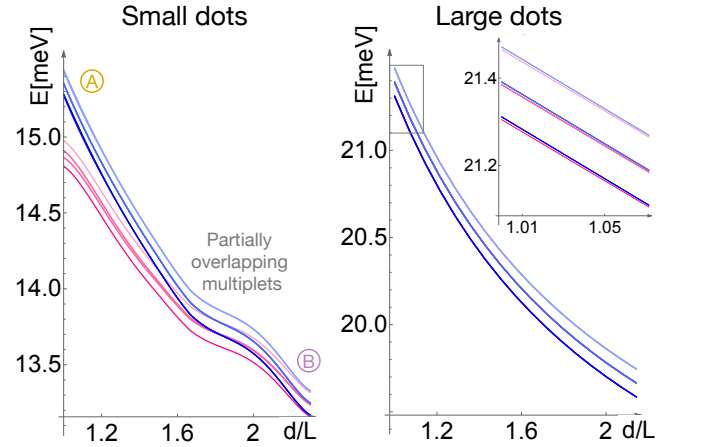 Small dots
Large dots
E[meV]
A
15.0
14.5
14.0
13.5
Partially
overlapping
multiplets
B
1.2
1.6
2
d/L
E[meV]
21.0
20.5
20.0
1.2
1.6
2
d/L
21.4
21.2
1.01
1.05